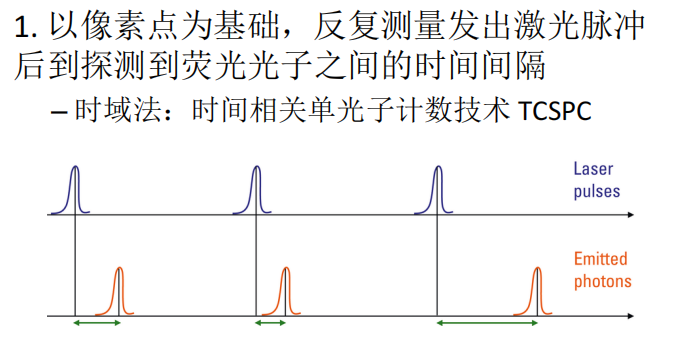 1. 以像素点为基础，反复测量发出激光脉冲
后到探测到荧光光子之间的时间间隔
– 时域法：时间相关单光子计数技术 TCSPC
Laser
pulses
Emitted
photons